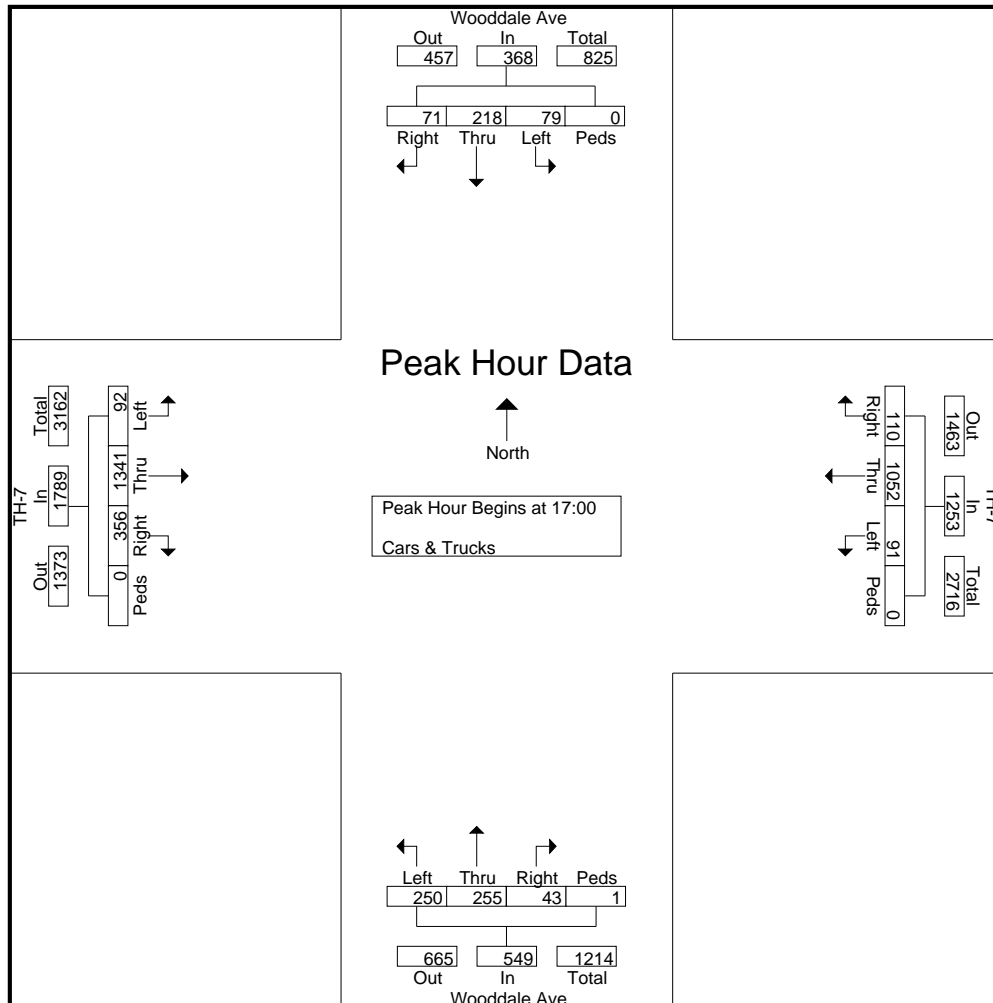 Wooddale Ave
Out In Total
457 368 825
71 218 79 0
Right Thru Left Peds
Peak Hour Data
North
Peak Hour Begins at 17:00
Cars & Trucks
TH-7
Total In Out
3162 1789 1373
92 1341 356 0
Left Thru Right Peds
Right Thru Left Peds
110 1052 91 0
Out In Total
1463 1253 2716
TH-7
Left Thru Right Peds
250 255 43 1
665 549 1214
Out In Total
Wooddale Ave